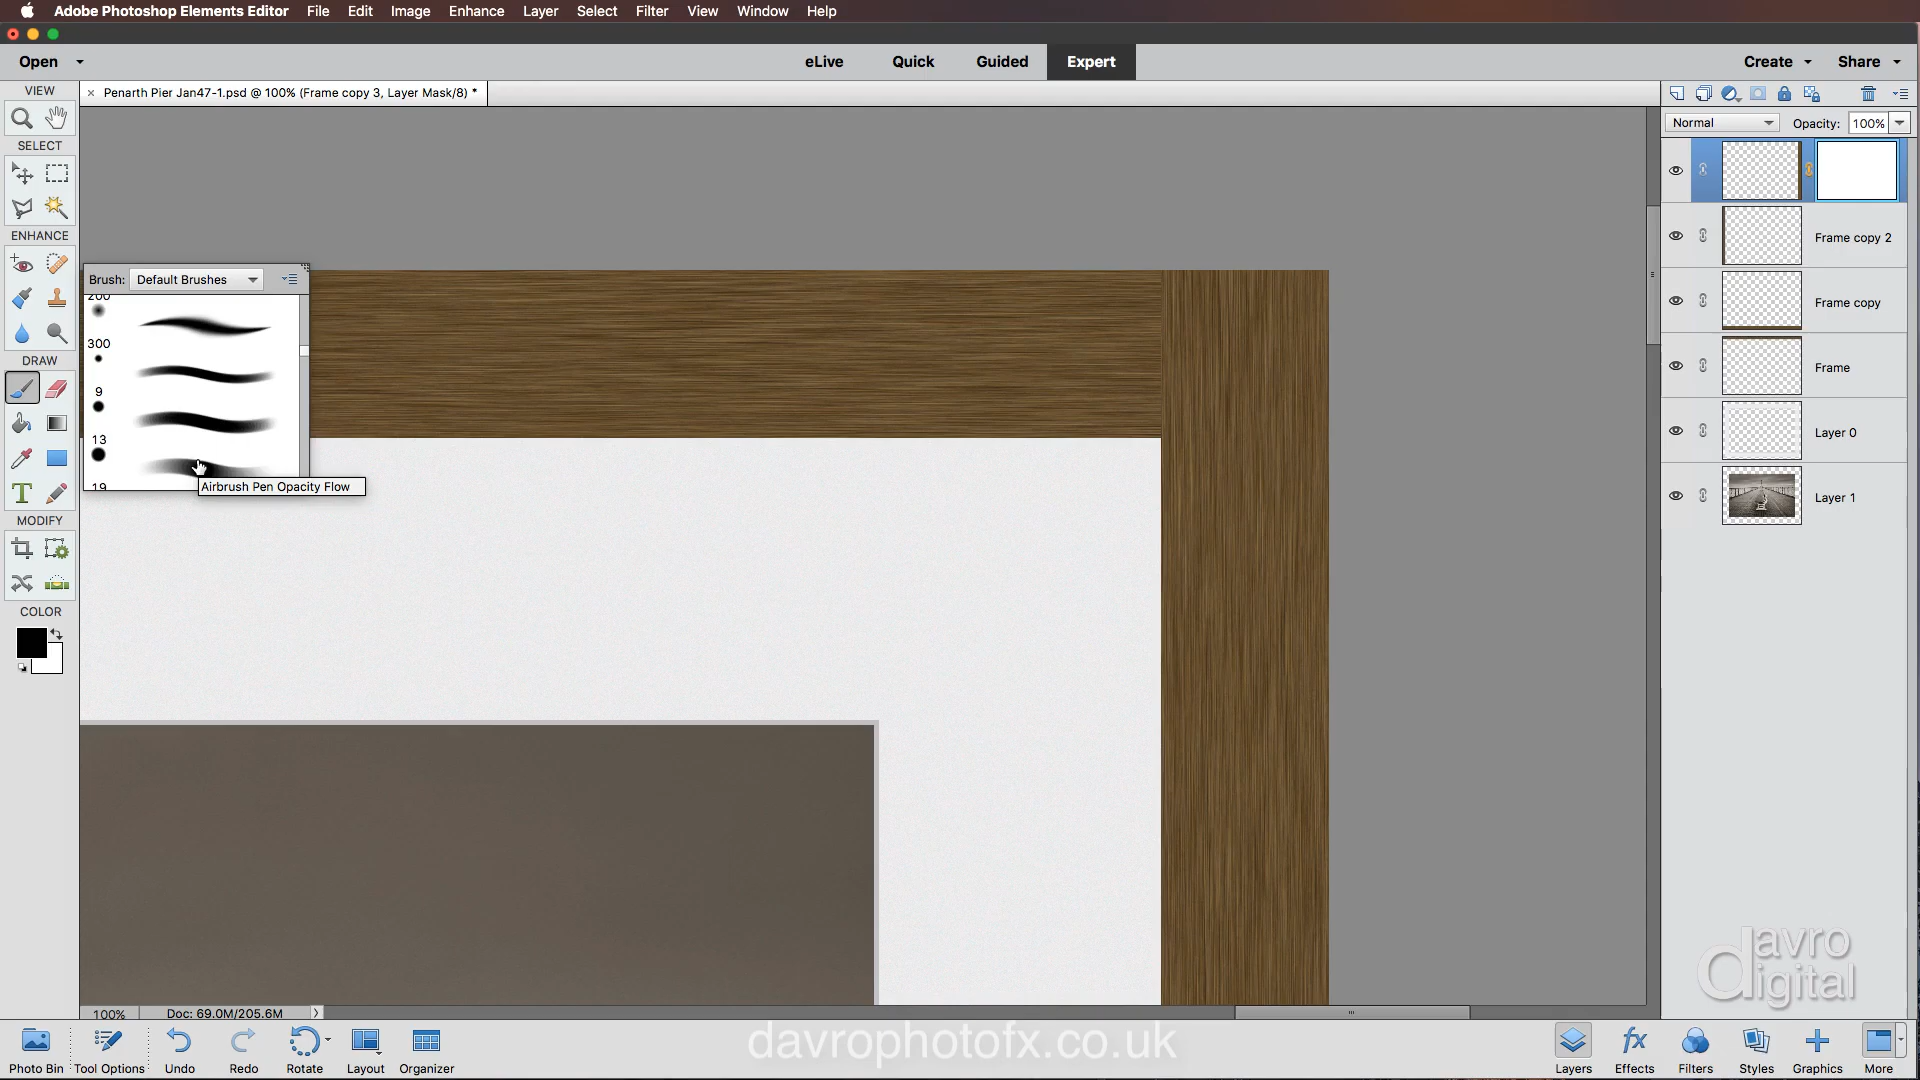 Adobe Photoshop Elements Editor File Edit Image Enhance Layer Select Filter View Window Help
Open eLive Quick Guided Expert Create Share
VIEW
× Penarth Pier Jan47-1.psd @ 100% (Frame copy 3, Layer Mask/8) *
Normal Opacity: 100%
SELECT
Frame copy 2
ENHANCE
Brush: Default Brushes
200
Frame copy
300
DRAW
Frame
9
Layer 0
13
Airbrush Pen Opacity Flow
19
Layer 1
T
MODIFY
COLOR
davro
digital
100% Doc: 69.0M/205.6M
davrophotofx.co.uk
fx
Photo Bin Tool Options Undo Redo Rotate Layout Organizer Layers Effects Filters Styles Graphics More